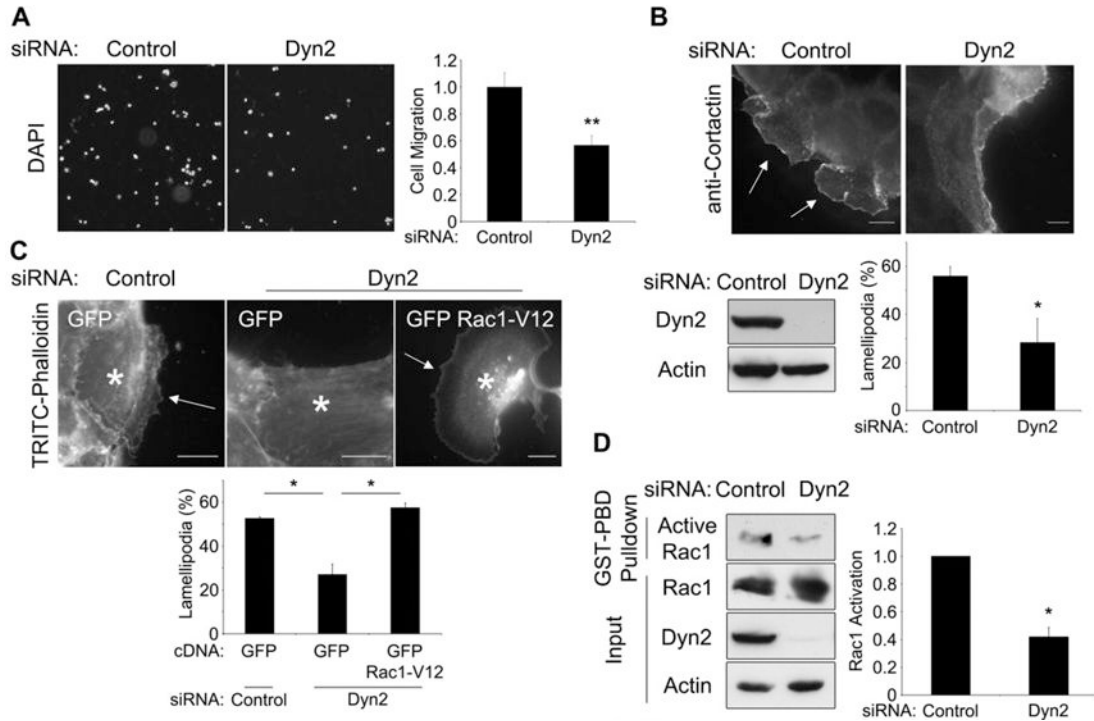 A
siRNA: Control Dyn2
DAPI
Cell Migration
1.2
1.0
0.8
0.6
0.4
0.2
0
**
siRNA: Control Dyn2
B
siRNA: Control Dyn2
anti-Cortactin
siRNA: Control Dyn2
Dyn2
Actin
Lamellipodia (%)
60
40
20
0
*
siRNA: Control Dyn2
C
siRNA: Control Dyn2
TRITC-Phalloidin
GFP
*
GFP
*
GFP Rac1-V12
*
Lamellipodia (%)
60
40
20
0
* *
cDNA: GFP GFP GFP
Rac1-V12
siRNA: Control Dyn2
D
siRNA: Control Dyn2
GST-PBD
Pulldown
Active
Rac1
Input
Rac1
Dyn2
Actin
Rac1 Activation
1.2
1.0
0.8
0.6
0.4
0.2
0
*
siRNA: Control Dyn2